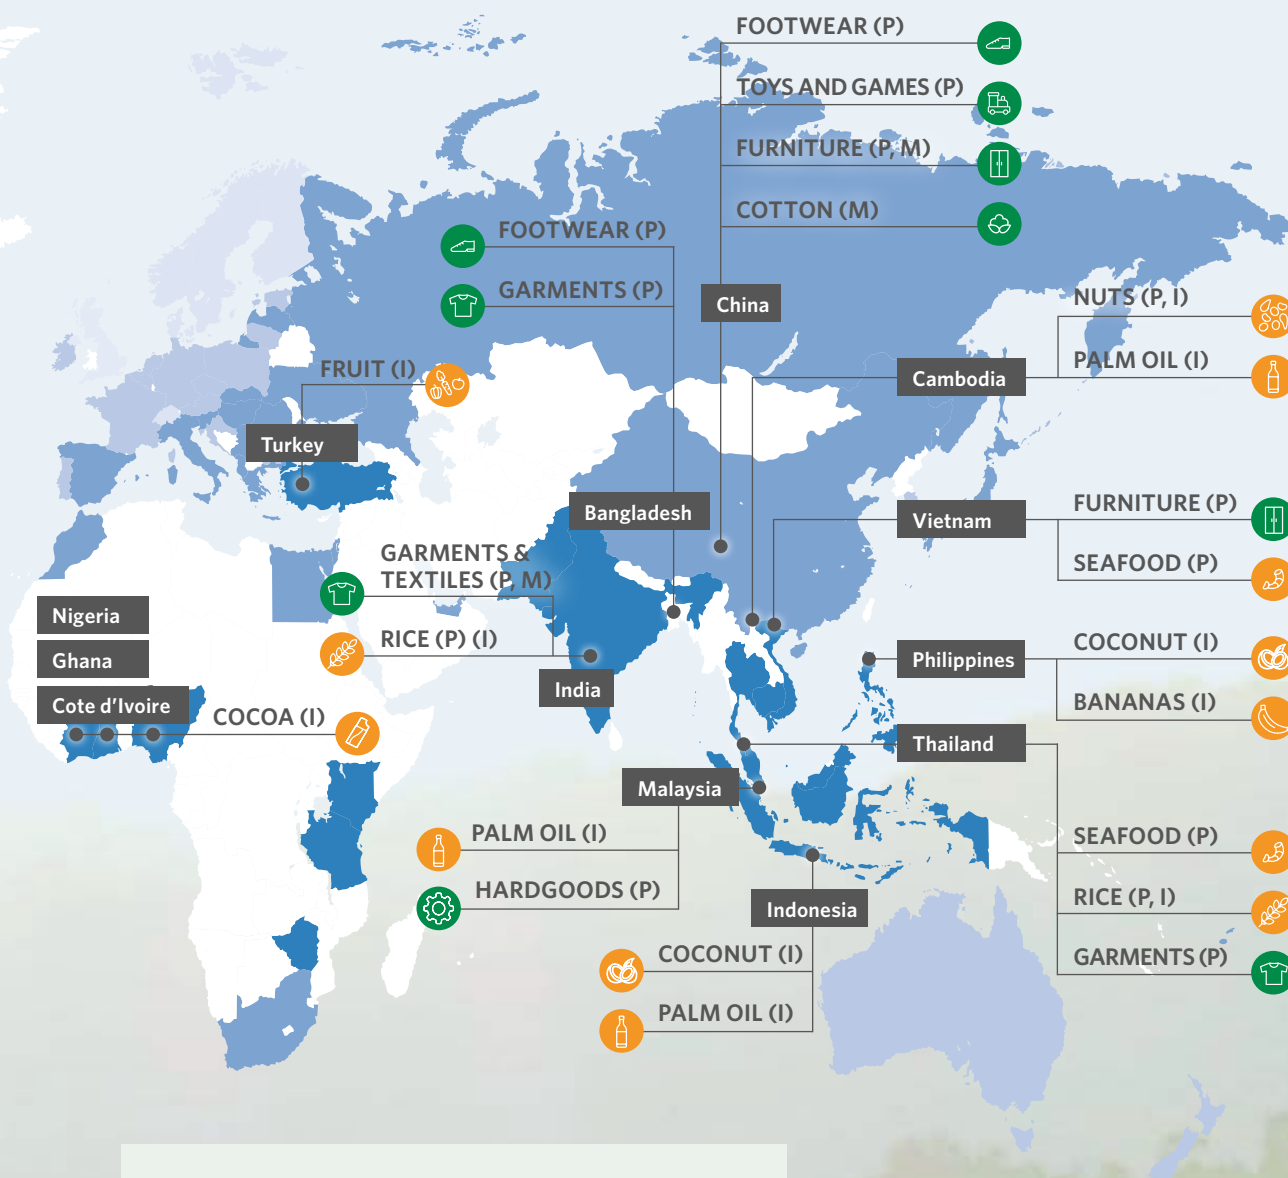 FOOTWEAR (P)
TOYS AND GAMES (P)
FURNITURE (P, M)
COTTON (M)
China
FOOTWEAR (P)
GARMENTS (P)
Bangladesh
FRUIT (I)
Turkey
NUTS (P, I)
PALM OIL (I)
Cambodia
FURNITURE (P)
SEAFOOD (P)
Vietnam
GARMENTS &
TEXTILES (P, M)
RICE (P) (I)
India
Nigeria
Ghana
Cote d'Ivoire
COCOA (I)
COCONUT (I)
BANANAS (I)
Philippines
Thailand
SEAFOOD (P)
RICE (P, I)
GARMENTS (P)
Malaysia
PALM OIL (I)
HARDGOODS (P)
Indonesia
COCONUT (I)
PALM OIL (I)